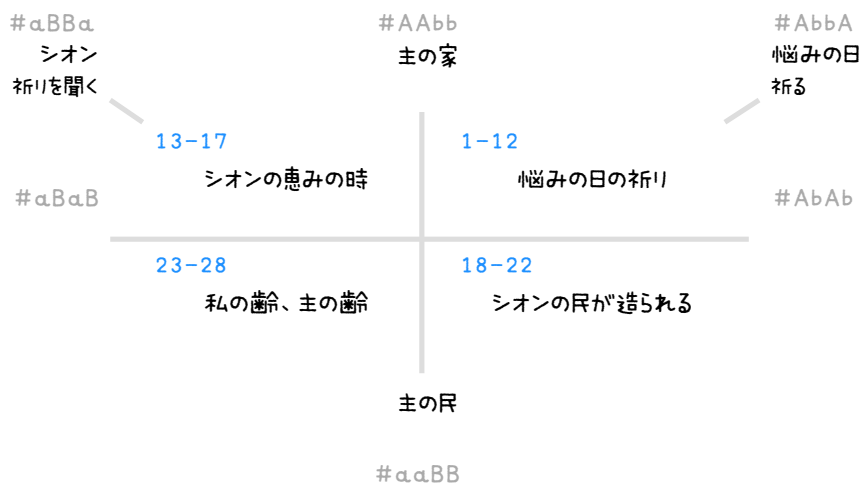 #aBBa
#AAbb
#AbbA
シオン
祈りを聞く
主の家
悩みの日
祈る
13-17
シオンの恵みの時
1-12
悩みの日の祈り
#aBaB
#AbAb
23-28
私の齢、主の齢
18-22
シオンの民が造られる
主の民
#aaBB